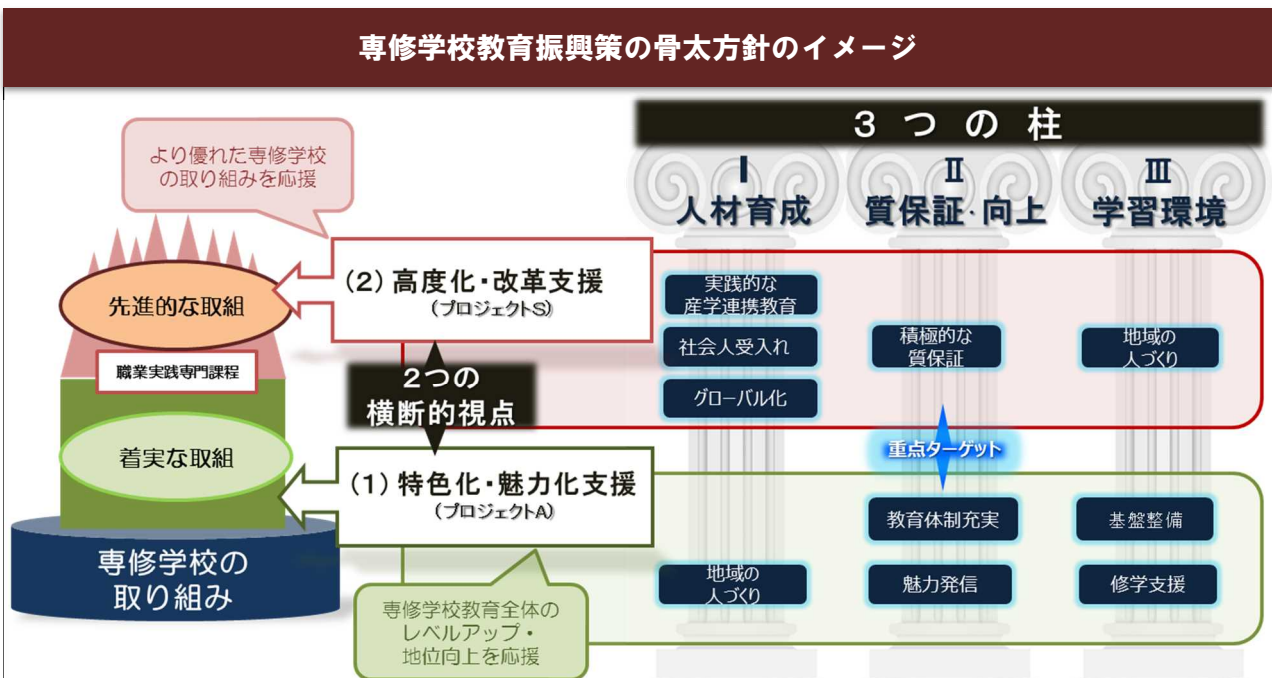 専修学校教育振興策の骨太方針のイメージ
3つの柱
より優れた専修学校
の取り組みを応援
Ⅰ
人材育成
Ⅱ
質保証・向上
Ⅲ
学習環境
(2) 高度化・改革支援
(プロジェクトS)
先進的な取組
職業実践専門課程
実践的な
産学連携教育
社会人受入れ
グローバル化
積極的な
質保証
地域の
人づくり
2つの
横断的視点
重点ターゲット
着実な取組
(1) 特色化・魅力化支援
(プロジェクトA)
専修学校の
取り組み
専修学校教育全体の
レベルアップ・
地位向上を応援
地域の
人づくり
教育体制充実
魅力発信
基盤整備
修学支援